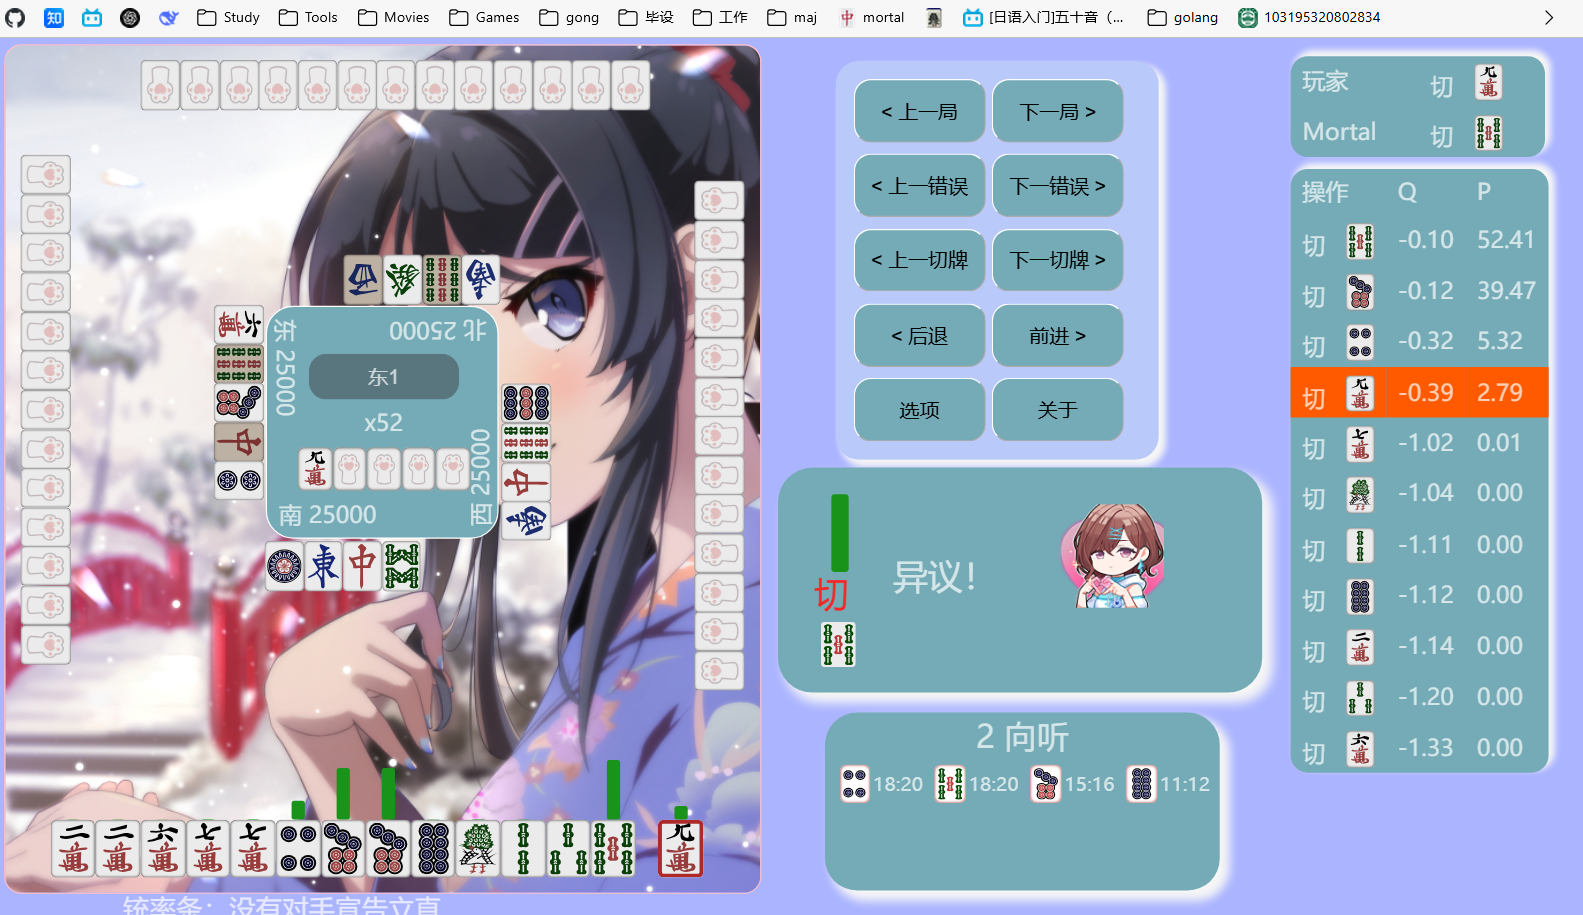 Study
Tools
Movies
Games
gong
毕设
工作
maj
mortal
[日语入门]五十音（...
golang
103195320802834
东 25000
北 25000
东1
x52
南 25000
西 25000
< 上一局
下一局 >
< 上一错误
下一错误 >
< 上一切牌
下一切牌 >
< 后退
前进 >
选项
关于
切
异议！
2 向听
18:20
18:20
15:16
11:12
玩家 切
Mortal 切
操作 Q P
切 -0.10 52.41
切 -0.12 39.47
切 -0.32 5.32
切 -0.39 2.79
切 -1.02 0.01
切 -1.04 0.00
切 -1.11 0.00
切 -1.12 0.00
切 -1.14 0.00
切 -1.20 0.00
切 -1.33 0.00
铳率条：没有对手宣告立直